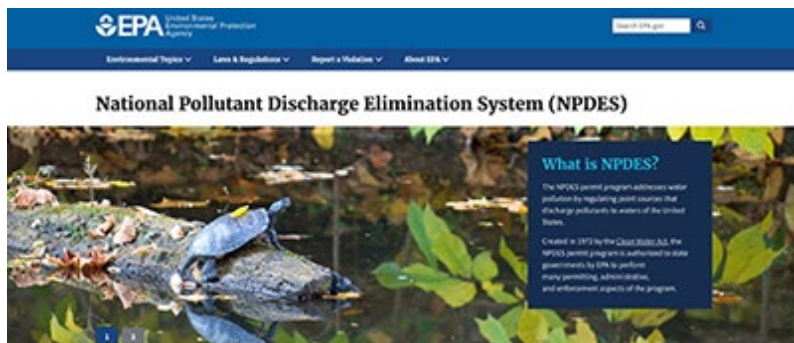 EPA
United States
Environmental Protection
Agency
Search EPA.gov
Environmental Topics
Laws & Regulations
Report a Violation
About EPA
National Pollutant Discharge Elimination System (NPDES)
What is NPDES?
The NPDES permit program addresses water
pollution by regulating point sources that
discharge pollutants to waters of the United
States.
Created in 1972 by the Clean Water Act, the
NPDES permit program is authorized to state
governments by EPA to perform
many permitting, administrative,
and enforcement aspects of the program.
1 2